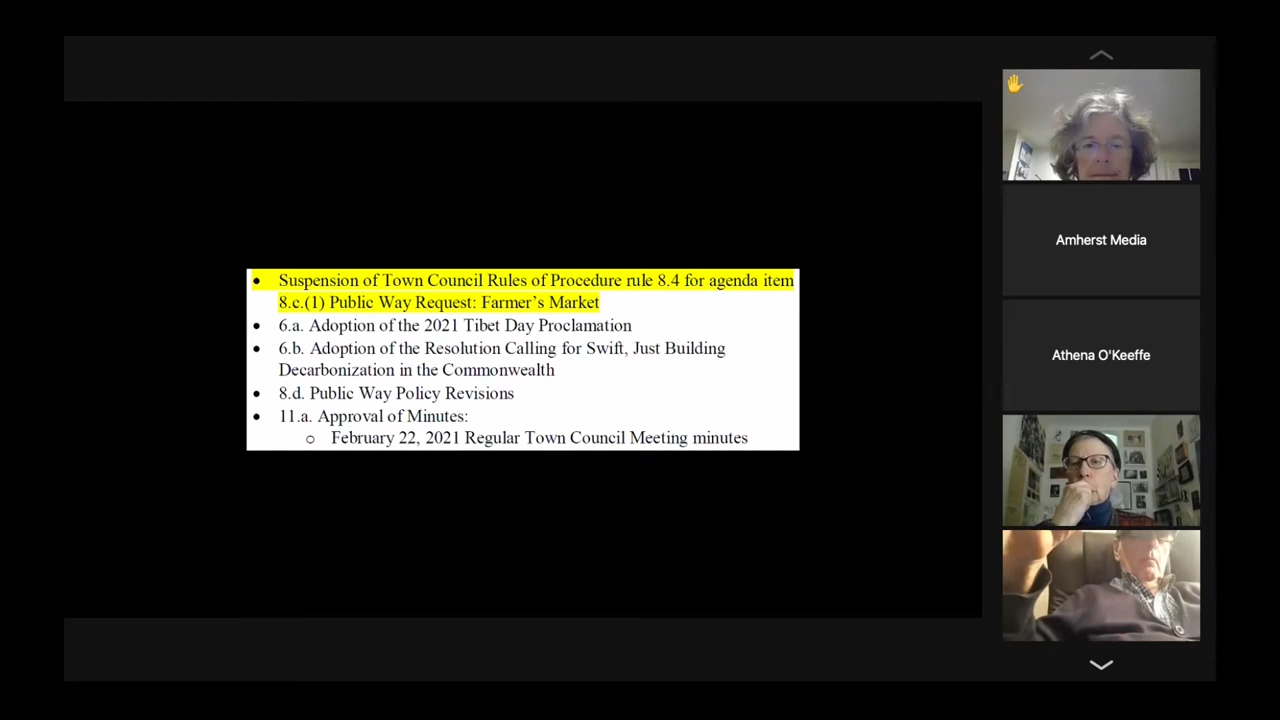 • Suspension of Town Council Rules of Procedure rule 8.4 for agenda item
8.c.(1) Public Way Request: Farmer’s Market
• 6.a. Adoption of the 2021 Tibet Day Proclamation
• 6.b. Adoption of the Resolution Calling for Swift, Just Building
Decarbonization in the Commonwealth
• 8.d. Public Way Policy Revisions
• 11.a. Approval of Minutes:
o February 22, 2021 Regular Town Council Meeting minutes
Amherst Media
Athena O'Keeffe